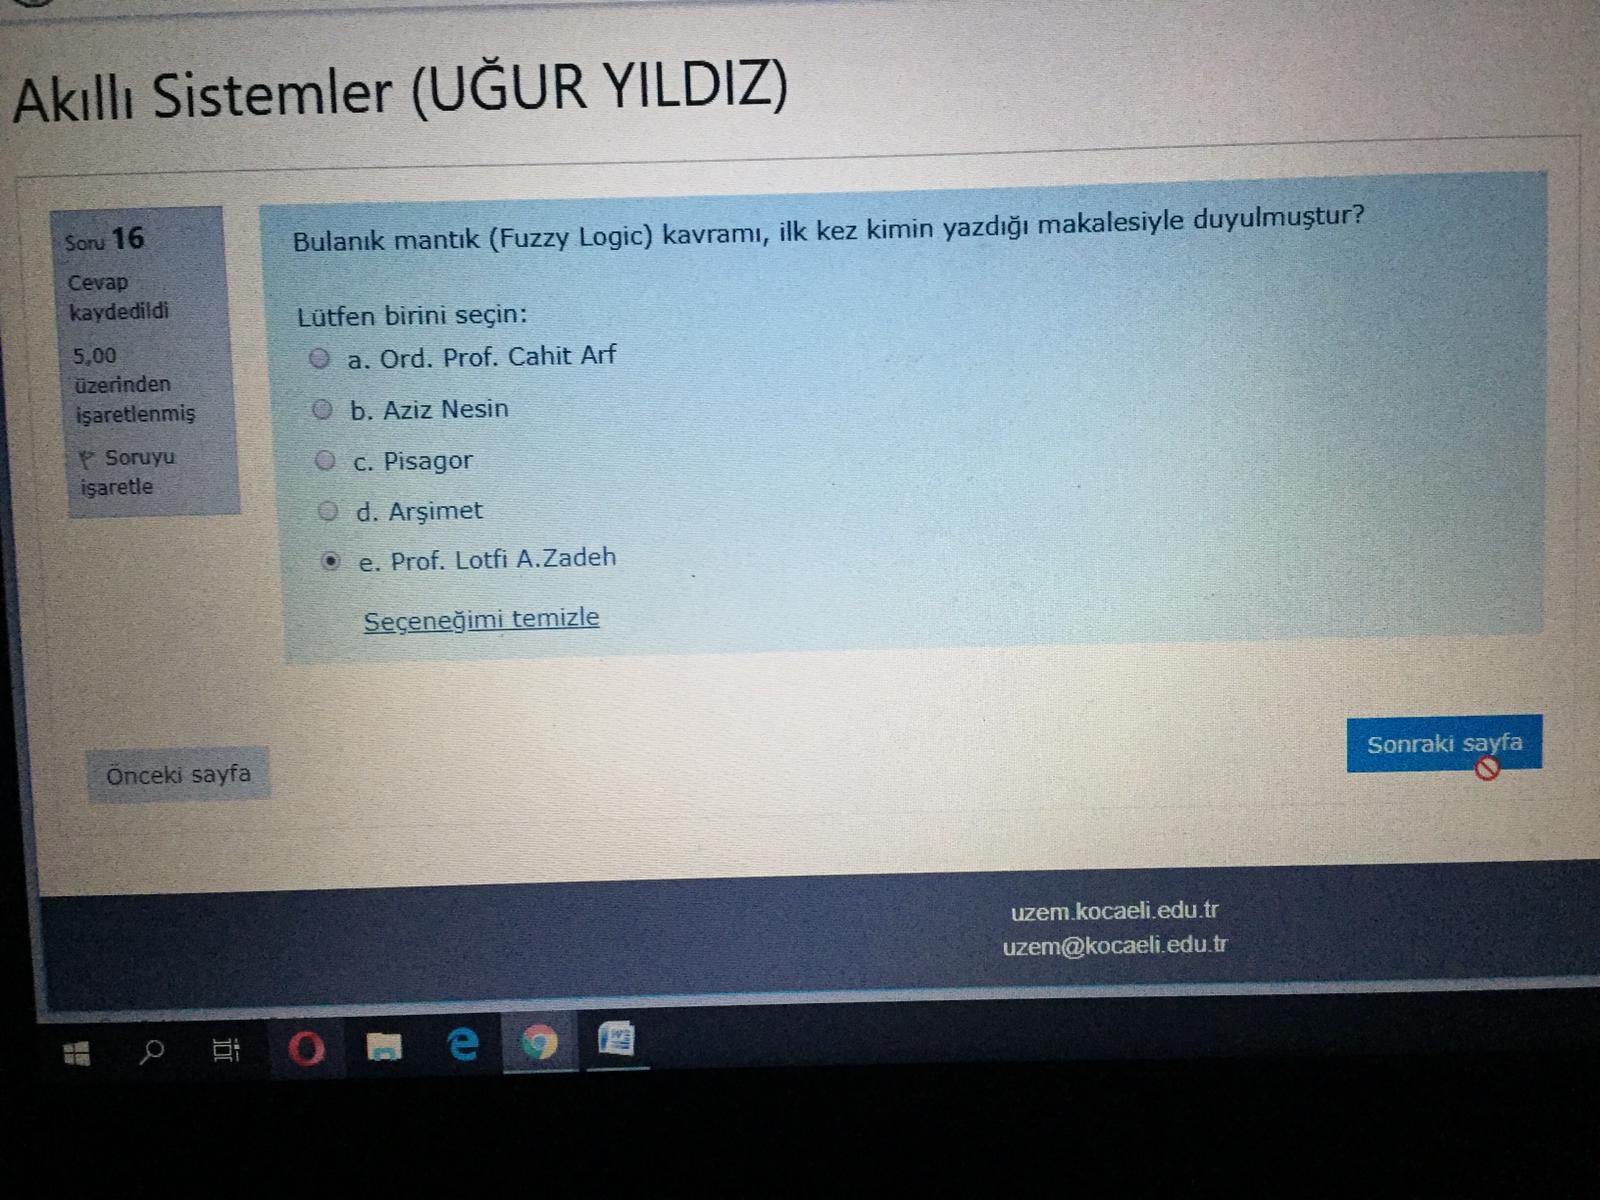 Akıllı Sistemler (UĞUR YILDIZ)
Soru 16
Cevap
kaydedildi
5,00
üzerinden
işaretlenmiş
Soruyu
işaretle
Bulanık mantık (Fuzzy Logic) kavramı, ilk kez kimin yazdığı makalesiyle duyulmuştur?
Lütfen birini seçin:
a. Ord. Prof. Cahit Arf
b. Aziz Nesin
c. Pisagor
d. Arşimet
e. Prof. Lotfi A.Zadeh
Seçeneğimi temizle
Önceki sayfa
Sonraki sayfa
uzem.kocaeli.edu.tr
uzem@kocaeli.edu.tr